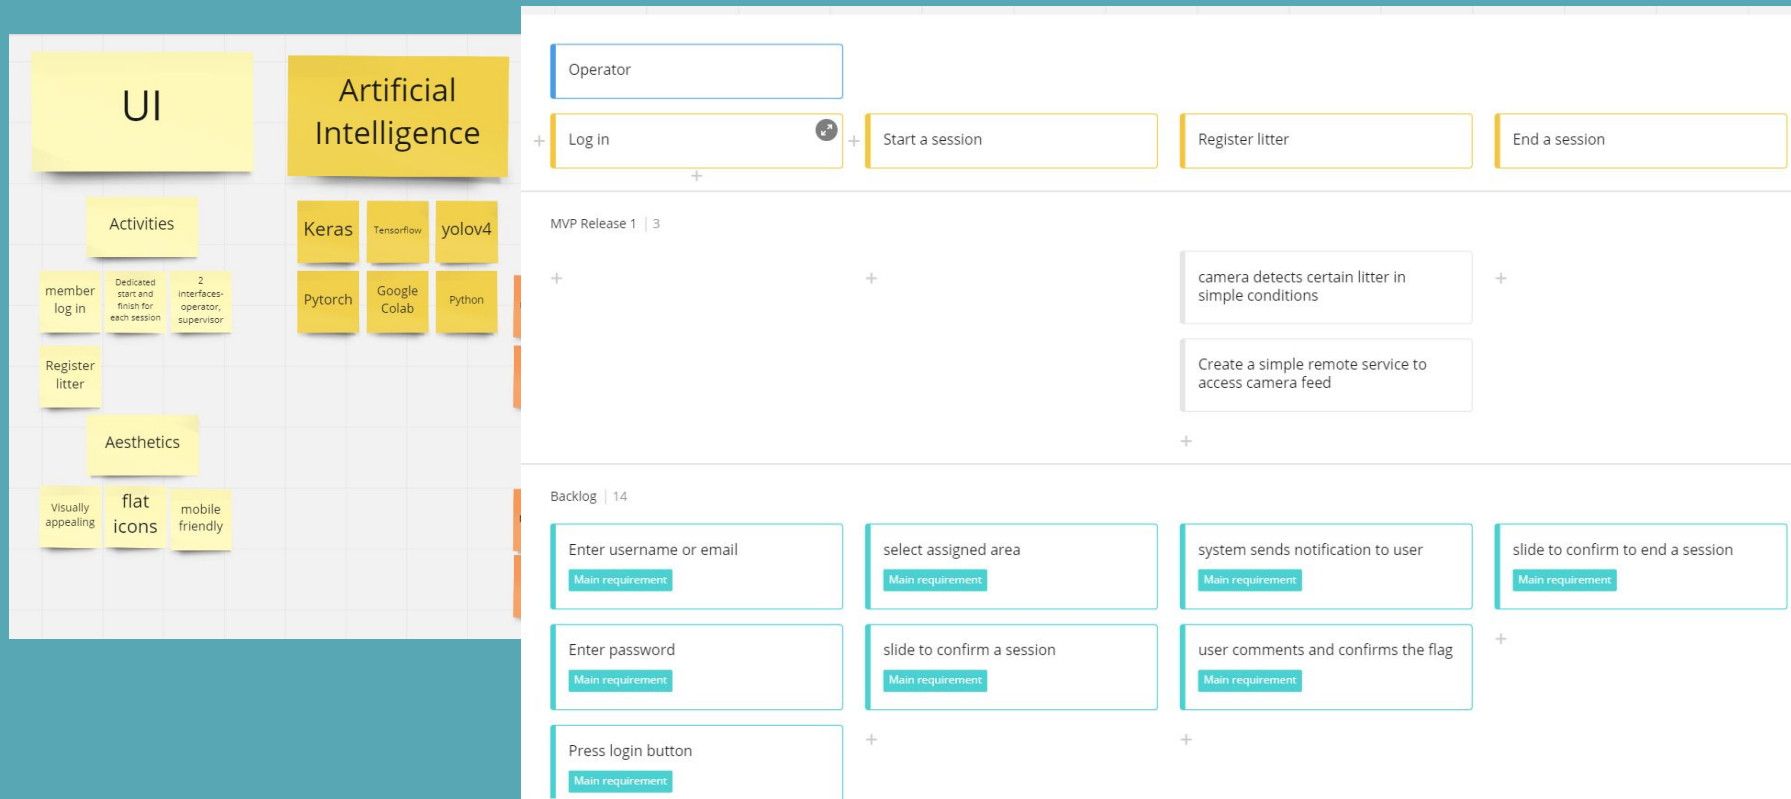 UI
Artificial
Intelligence
Activities
member
log in
Dedicated
start and
finish for
each session
2
interfaces-
operator,
supervisor
Register
litter
Aesthetics
Visually
appealing
flat
icons
mobile
friendly
Keras
Tensorflow
yolov4
Pytorch
Google
Colab
Python
Operator
Log in
Start a session
Register litter
End a session
MVP Release 1 | 3
camera detects certain litter in
simple conditions
Create a simple remote service to
access camera feed
Backlog | 14
Enter username or email
Main requirement
select assigned area
Main requirement
system sends notification to user
Main requirement
slide to confirm to end a session
Main requirement
Enter password
Main requirement
slide to confirm a session
Main requirement
user comments and confirms the flag
Main requirement
Press login button
Main requirement